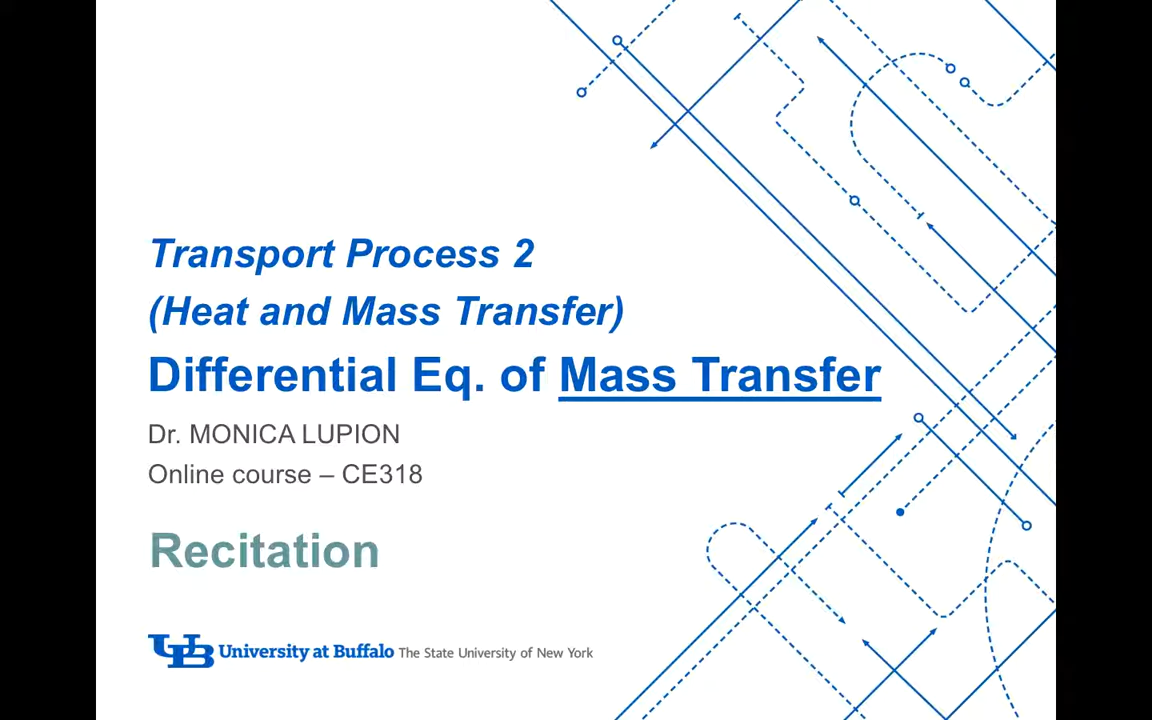 Transport Process 2
(Heat and Mass Transfer)
Differential Eq. of Mass Transfer
Dr. MONICA LUPION
Online course – CE318
Recitation
UB University at Buffalo The State University of New York